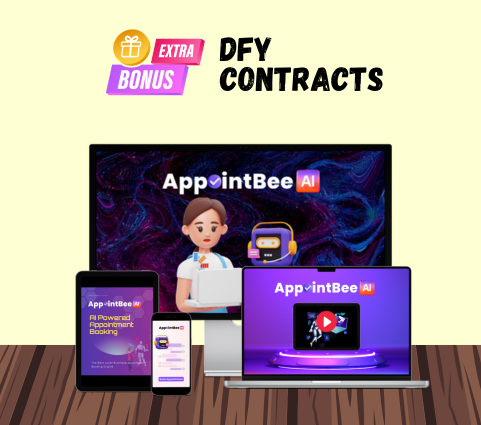 EXTRA
BONUS
DFY
CONTRACTS
AppointBee AI
AppointBee AI
AppointBee AI
AI Powered
Appointment
Booking
AppointBee AI